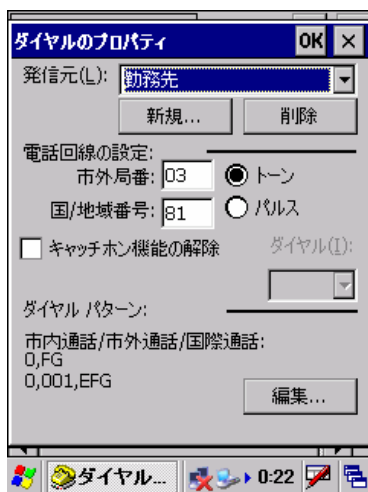 ダイヤルのプロパティ OK ×
発信元(L): 勤務先
新規... 削除
電話回線の設定:
市外局番: 03 トーン
国/地域番号: 81 パルス
キャッチホン機能の解除 ダイヤル(I):
ダイヤル パターン:
市内通話/市外通話/国際通話:
0,FG
0,001,EFG
編集...
ダイヤル... 0:22